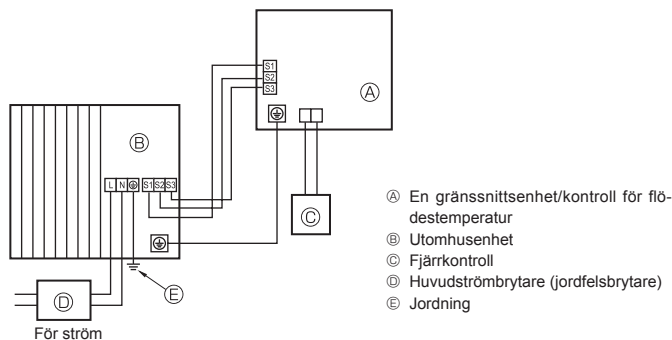 S1
S2
S3
Ⓐ
Ⓑ
L N S1 S2 S3
Ⓒ
Ⓓ
Ⓔ
För ström
Ⓐ En gränssnittsenhet/kontroll för flö-
destemperatur
Ⓑ Utomhusenhet
Ⓒ Fjärrkontroll
Ⓓ Huvudströmbrytare (jordfelsbrytare)
Ⓔ Jordning